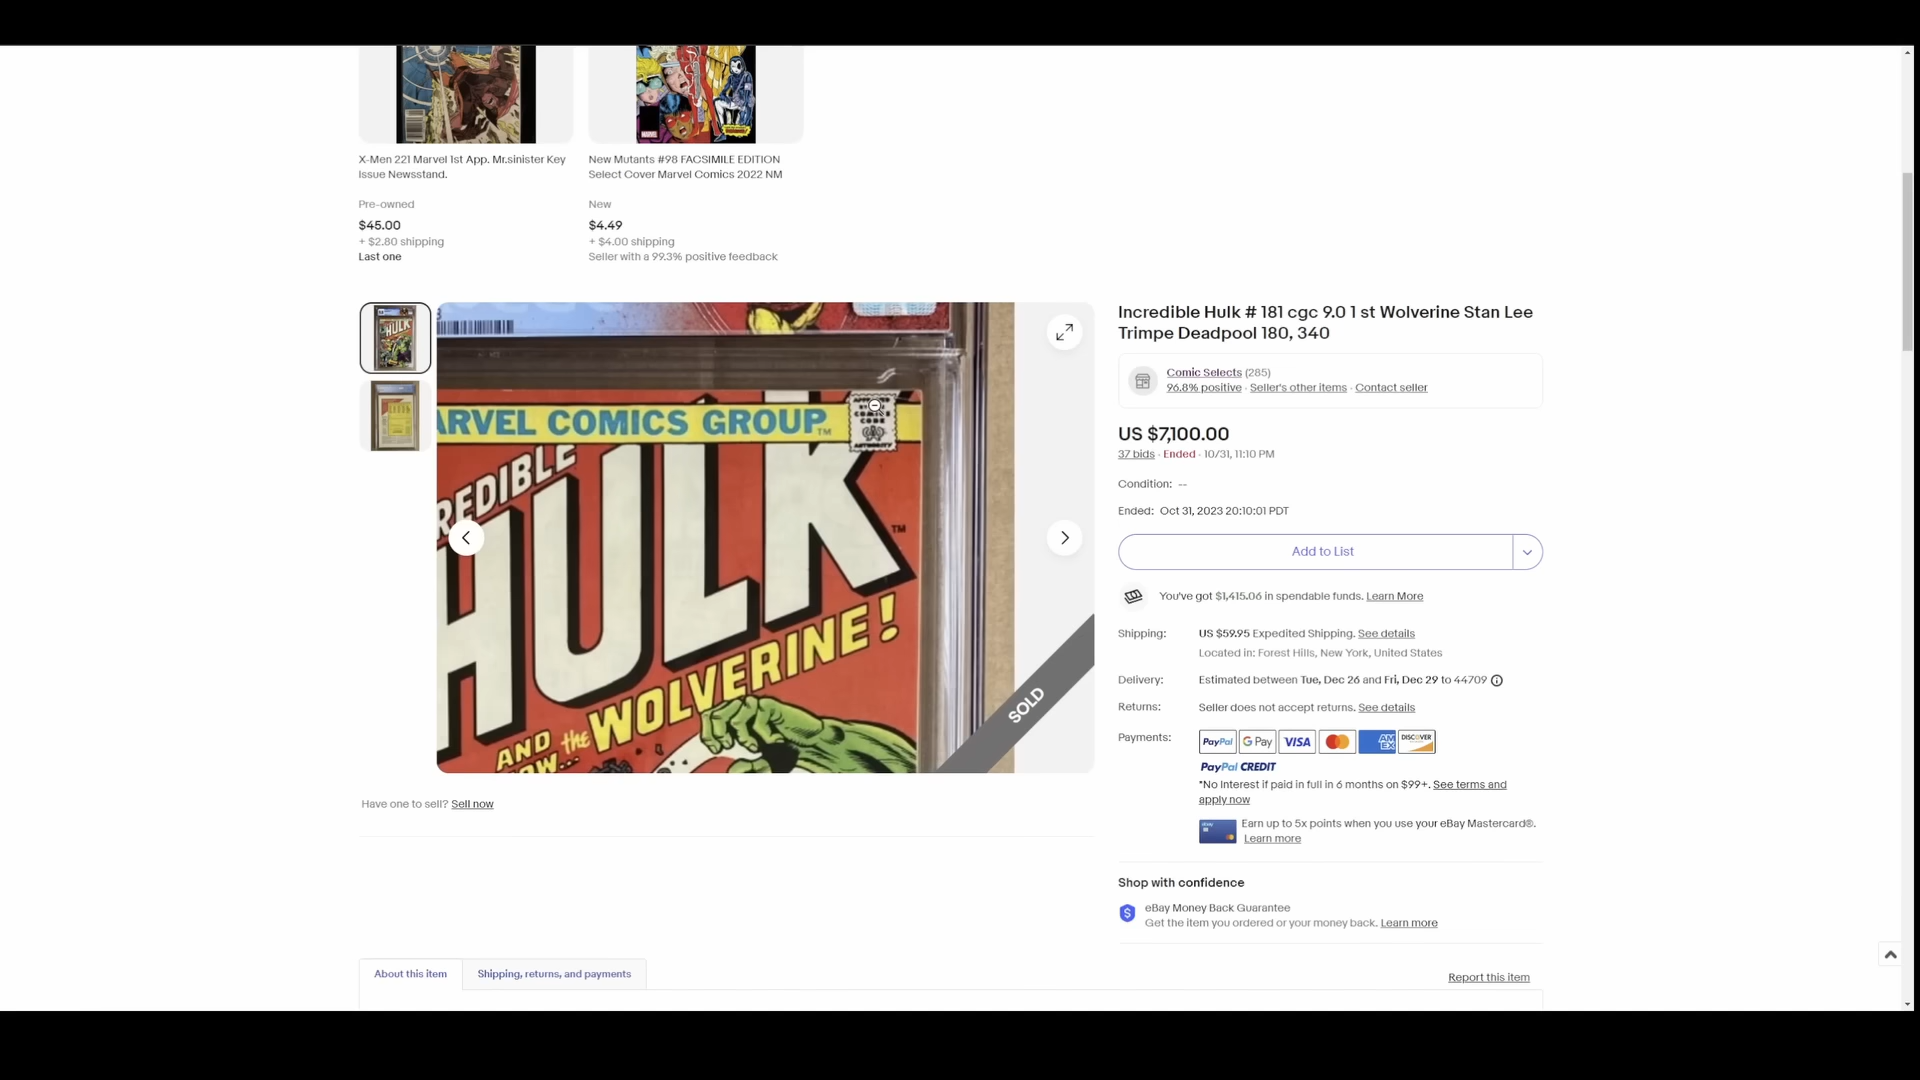 X-Men 221 Marvel 1st App. Mr.sinister Key
Issue Newsstand.
Pre-owned
$45.00
+ $2.80 shipping
Last one
New Mutants #98 FACSIMILE EDITION
Select Cover Marvel Comics 2022 NM
New
$4.49
+ $4.00 shipping
Seller with a 99.3% positive feedback
ARVEL COMICS GROUP TM
COMICS
CODE
AUTHORITY
REDIBLE
HULK TM
AND the WOLVERINE!
SOLD
Have one to sell? Sell now
Incredible Hulk # 181 cgc 9.0 1 st Wolverine Stan Lee
Trimpe Deadpool 180, 340
Comic Selects (285)
96.8% positive · Seller's other items · Contact seller
US $7,100.00
37 bids · Ended · 10/31, 11:10 PM
Condition: --
Ended: Oct 31, 2023 20:10:01 PDT
Add to List
You've got $1,415.06 in spendable funds. Learn More
Shipping: US $59.95 Expedited Shipping. See details
Located in: Forest Hills, New York, United States
Delivery: Estimated between Tue, Dec 26 and Fri, Dec 29 to 44709
Returns: Seller does not accept returns. See details
Payments: PayPal G Pay VISA AMEX DISCOVER
PayPal CREDIT
*No Interest if paid in full in 6 months on $99+. See terms and
apply now
Earn up to 5x points when you use your eBay Mastercard®.
Learn more
Shop with confidence
eBay Money Back Guarantee
Get the item you ordered or your money back. Learn more
About this item
Shipping, returns, and payments
Report this item